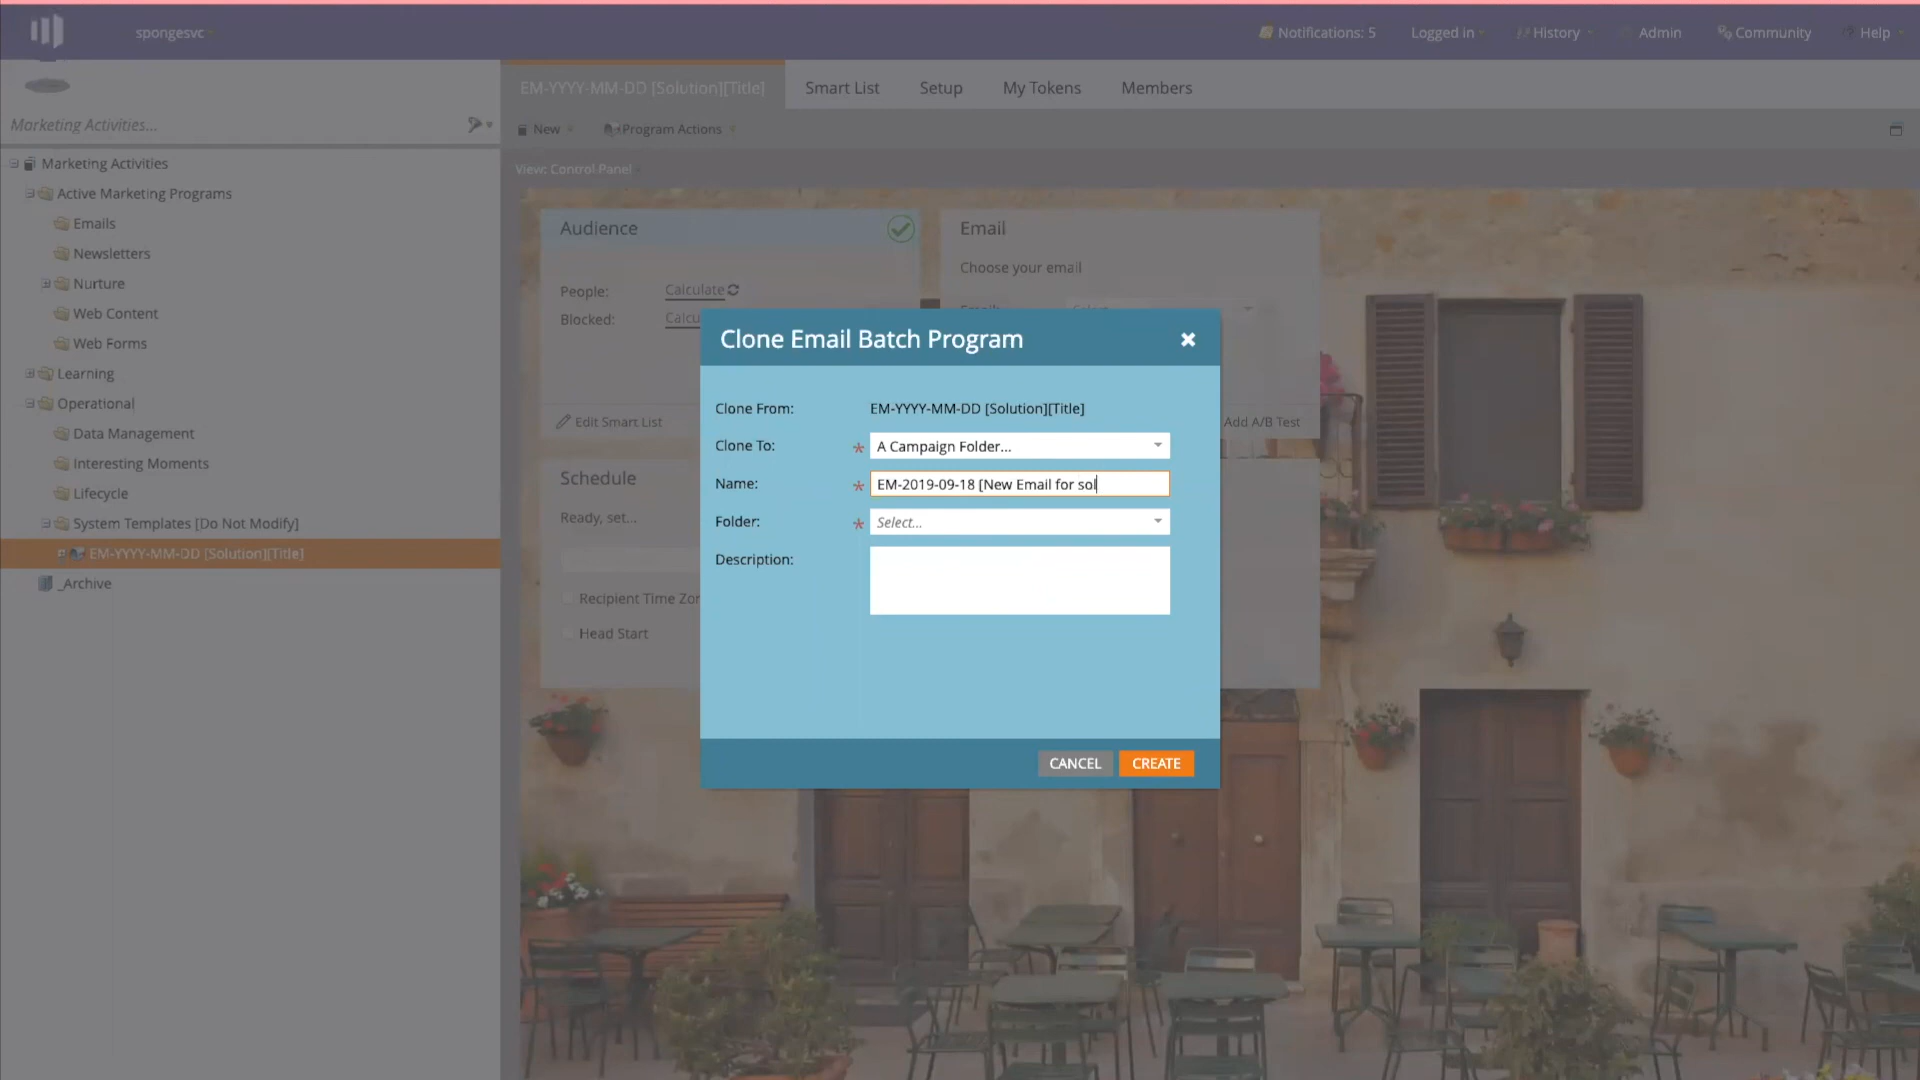 spongesvc
Notifications: 5
Logged in
History
Admin
Community
Help
EM-YYYY-MM-DD [Solution][Title]
Smart List
Setup
My Tokens
Members
Marketing Activities...
New
Program Actions
View: Control Panel
Marketing Activities
Active Marketing Programs
Emails
Newsletters
Nurture
Web Content
Web Forms
Learning
Operational
Data Management
Interesting Moments
Lifecycle
System Templates [Do Not Modify]
EM-YYYY-MM-DD [Solution][Title]
_Archive
Audience
People:
Calculate
Blocked:
Edit Smart List
Email
Choose your email
Add A/B Test
Schedule
Ready, set...
Recipient Time Zon
Head Start
Clone Email Batch Program
Clone From:
EM-YYYY-MM-DD [Solution][Title]
Clone To:
* A Campaign Folder...
Name:
* EM-2019-09-18 [New Email for sol
Folder:
* Select...
Description:
CANCEL
CREATE